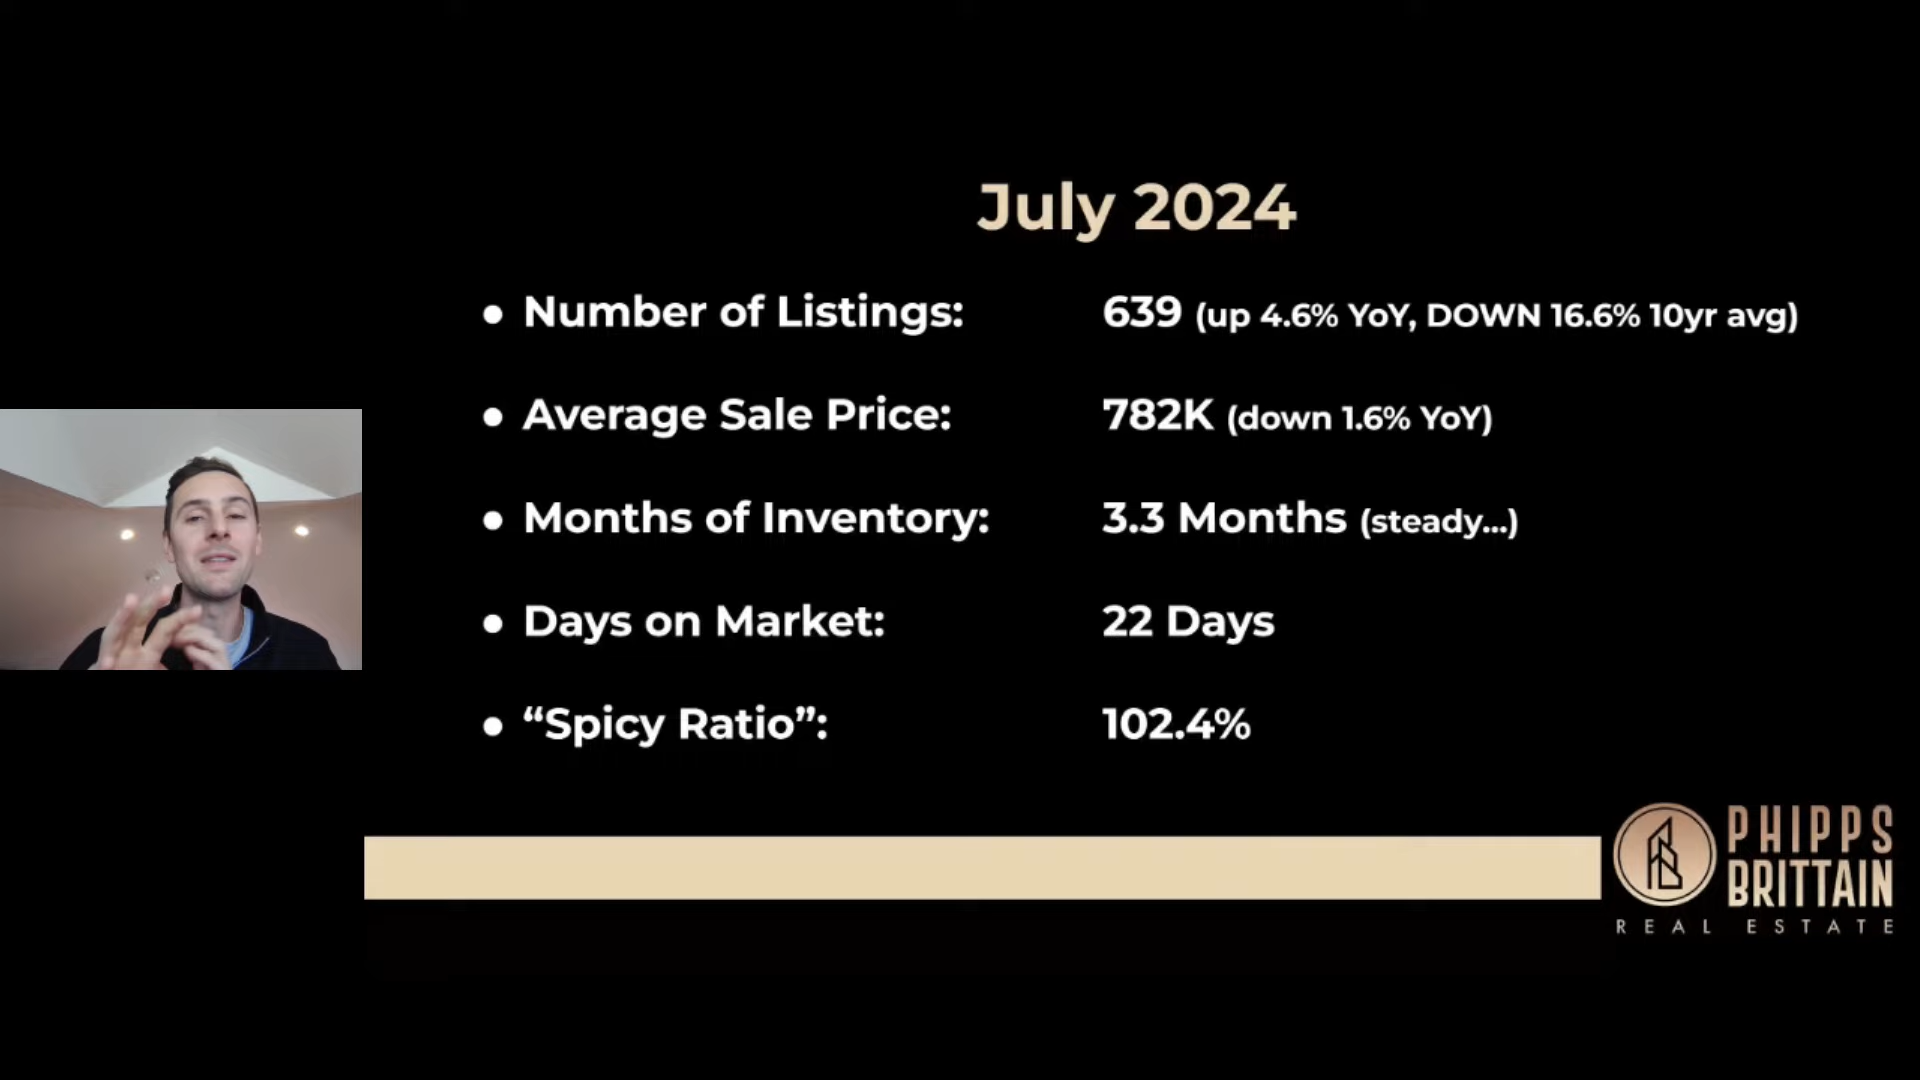 July 2024
● Number of Listings: 639 (up 4.6% YoY, DOWN 16.6% 10yr avg)
● Average Sale Price: 782K (down 1.6% YoY)
● Months of Inventory: 3.3 Months (steady...)
● Days on Market: 22 Days
● “Spicy Ratio”: 102.4%
PHIPPS
BRITTAIN
REAL ESTATE